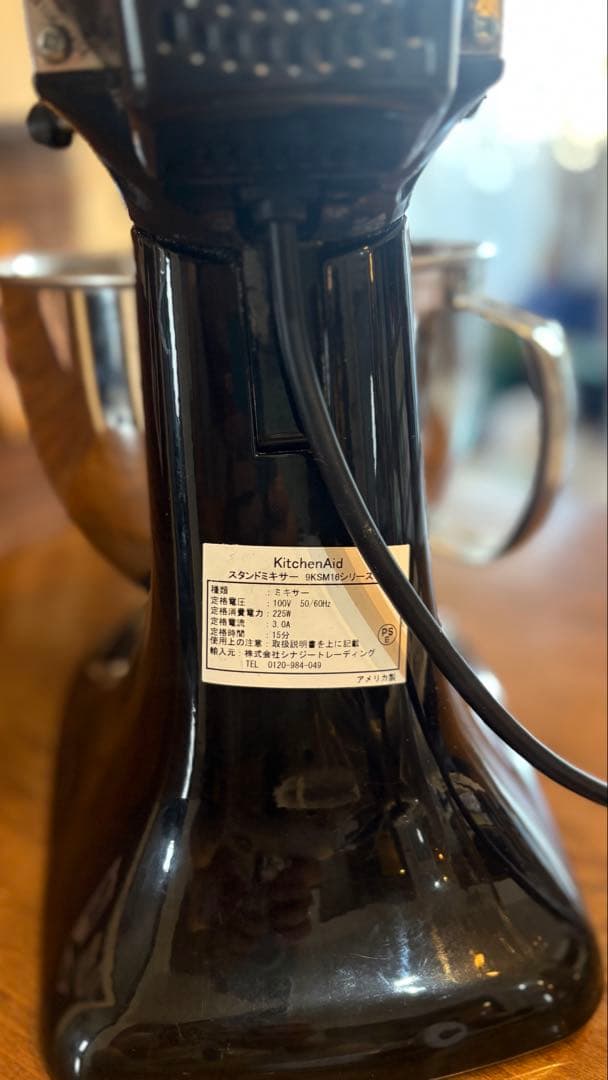 KitchenAid
スタンドミキサー 9KSM16シリーズ
種類 : ミキサー
定格電圧 : 100V 50/60Hz
定格消費電力 : 225W
定格電流 : 3.0A
定格時間 : 15分
使用上の注意 : 取扱説明書を上に記載
輸入元 : 株式会社シナジートレーディング
TEL 0120-984-049
PS E
アメリカ製